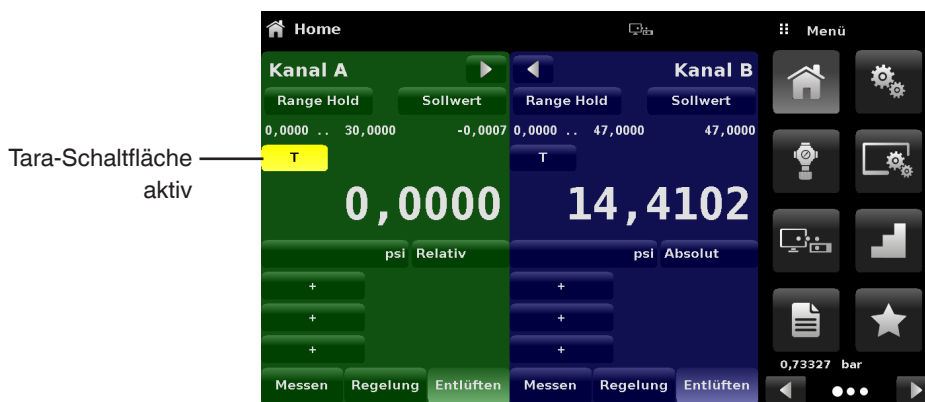 Tara-Schaltfläche
aktiv
Home
Kanal A
Range Hold Sollwert
0,0000 .. 30,0000 -0,0007
T
0,0000
psi Relativ
+
+
+
Messen Regelung Entlüften
Kanal B
Range Hold Sollwert
0,0000 .. 47,0000 47,0000
T
14,4102
psi Absolut
+
+
+
Messen Regelung Entlüften
Menü
0,73327 bar